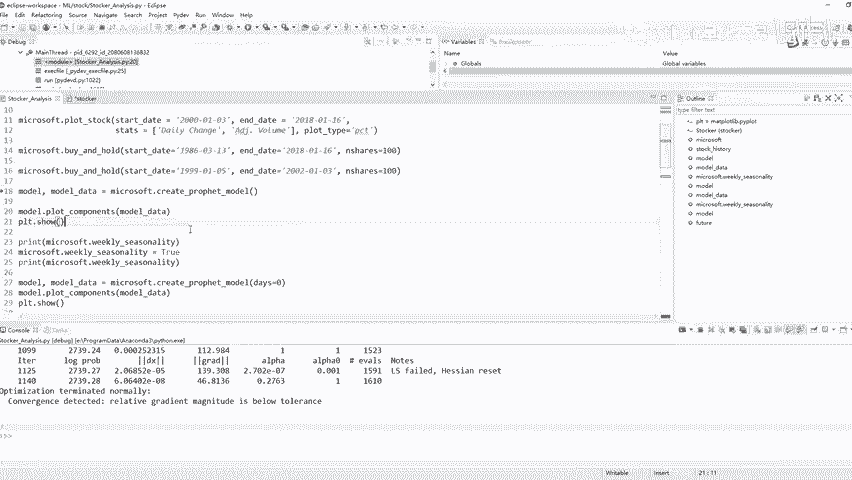 eclipse-workspace - ML/stock/Stocker_Analysis.py - Eclipse
File Edit Source Refactor Navigate Search Project Pydev Run Window Help
Debug
Variables
MainThread - pid_6292_id_2080608136832
<module> [Stocker_Analysis.py:20]
execfile [_pydev_execfile.py:25]
run [pydevd.py:1022]
Name Value
Globals Global variables
Stocker_Analysis *stocker
Outline
type filter text
10
11 microsoft.plot_stock(start_date = '2000-01-03', end_date = '2018-01-16',
12 stats = ['Daily Change', 'Adj. Volume'], plot_type='pct')
13
14 microsoft.buy_and_hold(start_date='1986-03-13', end_date='2018-01-16', nshares=100)
15
16 microsoft.buy_and_hold(start_date='1999-01-05', end_date='2002-01-03', nshares=100)
17
18 model, model_data = microsoft.create_prophet_model()
19
20 model.plot_components(model_data)
21 plt.show()
22
23 print(microsoft.weekly_seasonality)
24 microsoft.weekly_seasonality = True
25 print(microsoft.weekly_seasonality)
26
27 model, model_data = microsoft.create_prophet_model(days=0)
28 model.plot_components(model_data)
29 plt.show()
plt = matplotlib.pyplot
Stocker (stocker)
microsoft
stock_history
model
model_data
microsoft.weekly_seasonality
model
model_data
microsoft.weekly_seasonality
model
future
Console Tasks
Stocker_Analysis.py [debug] [e:\ProgramData\Anaconda3\python.exe]
1099 2739.24 0.000252315 112.984 1 1 1523
Iter log prob ||dx|| ||grad|| alpha alpha0 # evals Notes
1125 2739.27 2.06852e-05 139.308 2.702e-07 0.001 1591 LS failed, Hessian reset
1140 2739.28 6.06402e-08 46.8136 0.2763 1 1610
Optimization terminated normally:
Convergence detected: relative gradient magnitude is below tolerance
>>>
Writable Insert 21 : 11